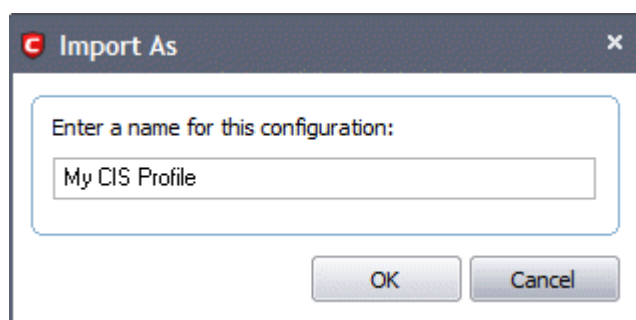 Import As
Enter a name for this configuration:
My CIS Profile
OK Cancel